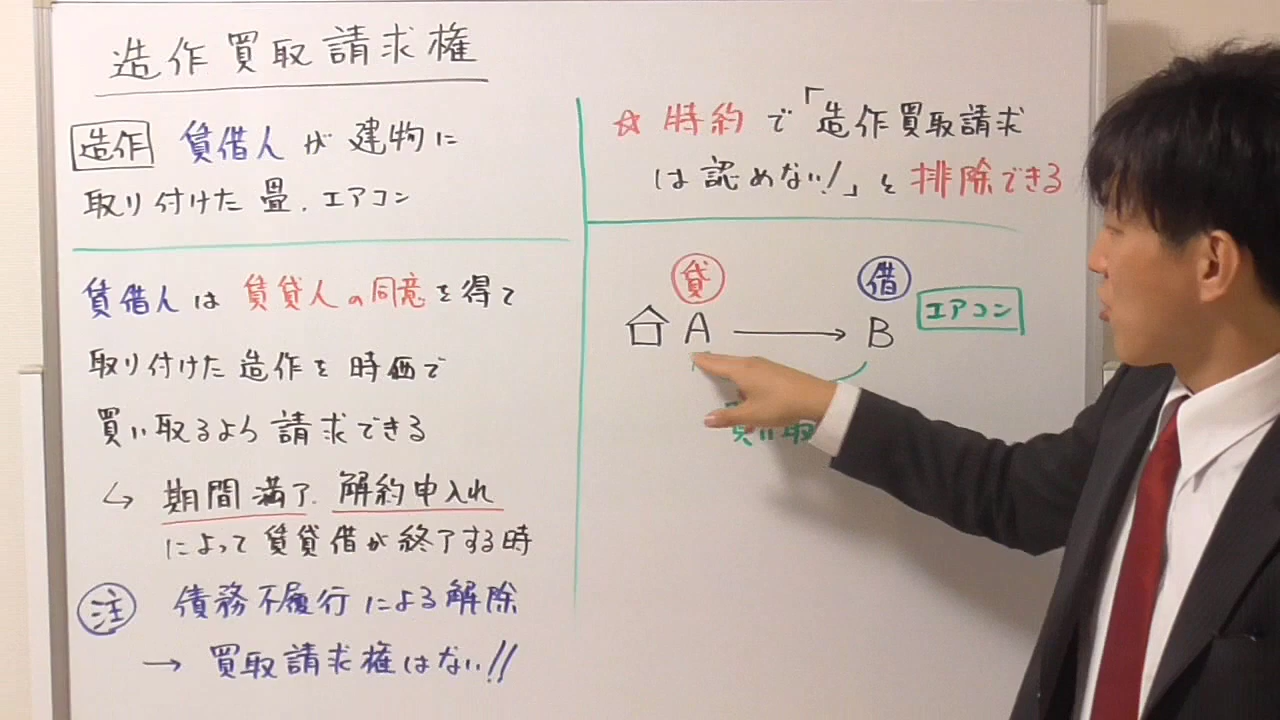 造作買取請求権
造作 賃借人が建物に
取り付けた畳、エアコン
賃借人は賃貸人の同意を得て
取り付けた造作を時価で
買い取るよう請求できる
↳ 期間満了、解約申入れ
によって賃貸借が終了する時
注 債務不履行による解除
→ 買取請求権はない!!
☆ 特約で「造作買取請求
は認めない!」と排除できる
貸 借
A → B エアコン
買い取